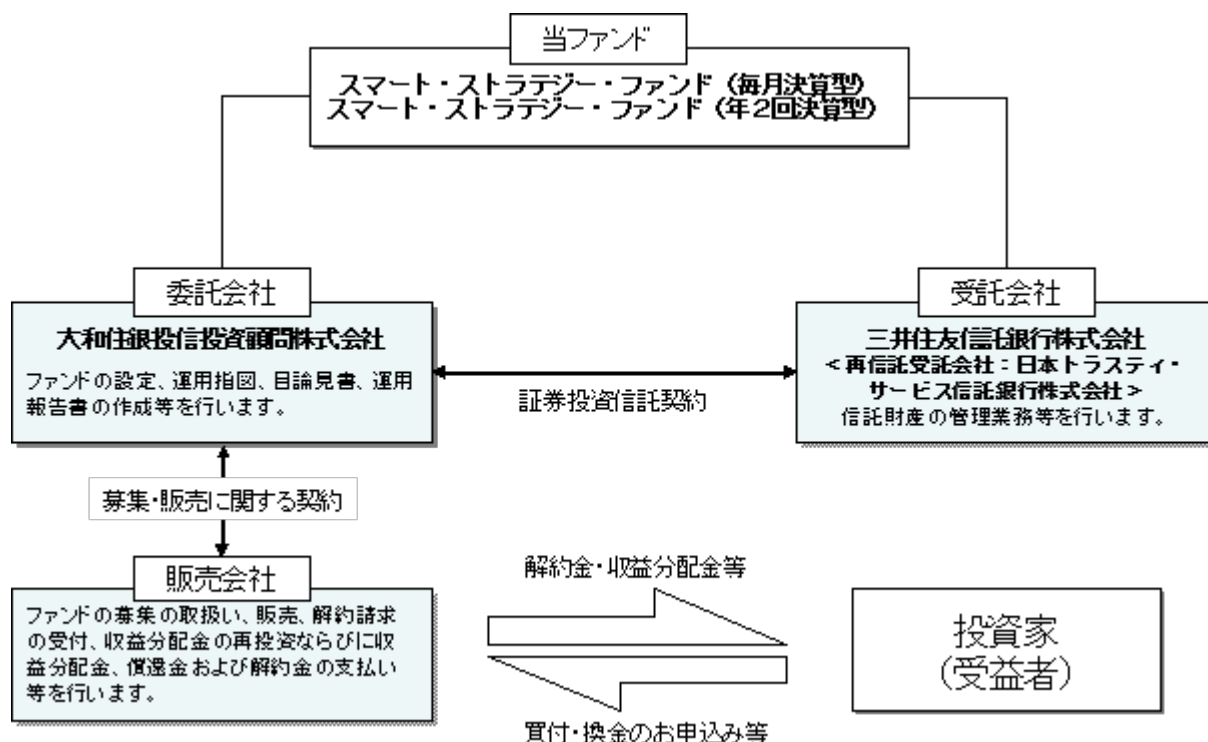 当ファンド
スマート・ストラテジー・ファンド（毎月決算型）
スマート・ストラテジー・ファンド（年２回決算型）
委託会社
大和住銀投信投資顧問株式会社
ファンドの設定、運用指図、目論見書、運用
報告書の作成等を行います。
証券投資信託契約
受託会社
三井住友信託銀行株式会社
＜再信託受託会社：日本トラスティ・
サービス信託銀行株式会社＞
信託財産の管理業務等を行います。
募集・販売に関する契約
販売会社
ファンドの募集の取扱い、販売、解約請求
の受付、収益分配金の再投資ならびに収
益分配金、償還金および解約金の支払い
等を行います。
解約金・収益分配金等
買付・換金のお申込み等
投資家
（受益者）